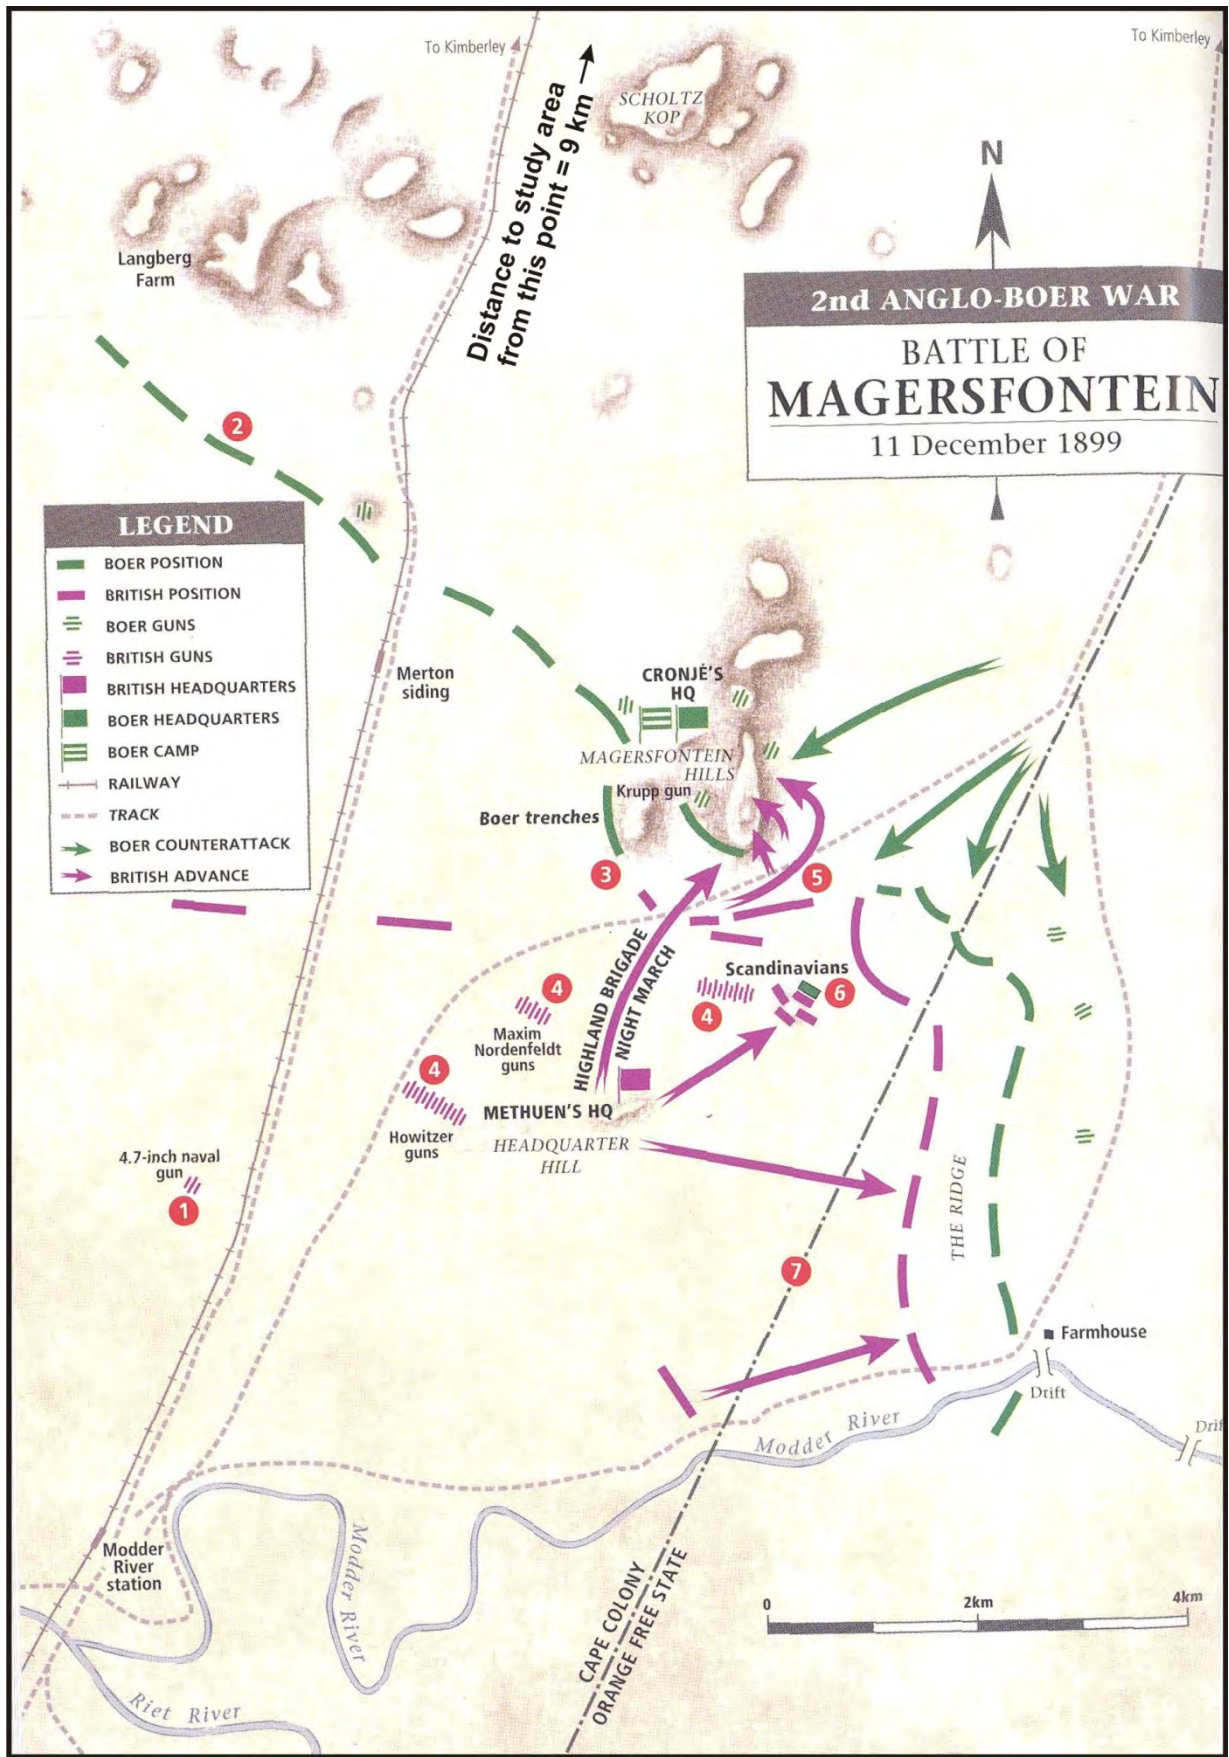 To Kimberley
To Kimberley
Distance to study area
from this point = 9 km
SCHOLTZ
KOP
N
Langberg
Farm
2nd ANGLO-BOER WAR
BATTLE OF
MAGERSFONTEIN
11 December 1899
2
LEGEND
BOER POSITION
BRITISH POSITION
BOER GUNS
BRITISH GUNS
BRITISH HEADQUARTERS
BOER HEADQUARTERS
BOER CAMP
RAILWAY
TRACK
BOER COUNTERATTACK
BRITISH ADVANCE
Merton
siding
CRONJÉ'S
HQ
MAGERSFONTEIN
HILLS
Krupp gun
Boer trenches
3
5
HIGHLAND BRIGADE
NIGHT MARCH
Scandinavians
6
4
4
Maxim
Nordenfeldt
guns
4
Howitzer
guns
METHUEN'S HQ
HEADQUARTER
HILL
4.7-inch naval
gun
1
THE RIDGE
7
Farmhouse
Drift
Drif
Modder River
Modder
River
station
Modder River
Riet River
CAPE COLONY
ORANGE FREE STATE
0 2km 4km